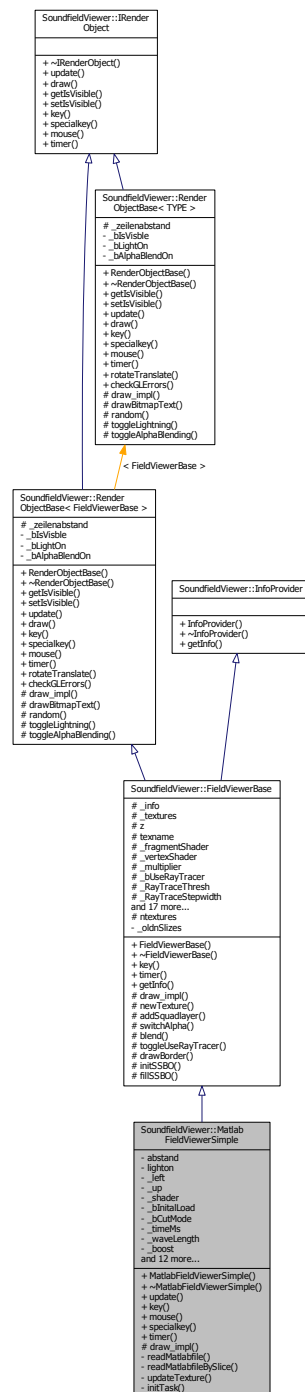 SoundfieldViewer::IRender
Object
+ ~IRenderObject()
+ update()
+ draw()
+ getIsVisible()
+ setIsVisible()
+ key()
+ specialkey()
+ mouse()
+ timer()
SoundfieldViewer::Render
ObjectBase< TYPE >
# _zeilenabstand
- _bIsVisble
- _bLightOn
- _bAlphaBlendOn
+ RenderObjectBase()
+ ~RenderObjectBase()
+ getIsVisible()
+ setIsVisible()
+ update()
+ draw()
+ key()
+ specialkey()
+ mouse()
+ timer()
+ rotateTranslate()
+ checkGLErrors()
# draw_impl()
# drawBitmapText()
# random()
# toggleLightning()
# toggleAlphaBlending()
< FieldViewerBase >
SoundfieldViewer::Render
ObjectBase< FieldViewerBase >
# _zeilenabstand
- _bIsVisble
- _bLightOn
- _bAlphaBlendOn
+ RenderObjectBase()
+ ~RenderObjectBase()
+ getIsVisible()
+ setIsVisible()
+ update()
+ draw()
+ key()
+ specialkey()
+ mouse()
+ timer()
+ rotateTranslate()
+ checkGLErrors()
# draw_impl()
# drawBitmapText()
# random()
# toggleLightning()
# toggleAlphaBlending()
SoundfieldViewer::InfoProvider
+ InfoProvider()
+ ~InfoProvider()
+ getInfo()
SoundfieldViewer::FieldViewerBase
# _info
# _textures
# z
# texname
# _fragmentShader
# _vertexShader
# _multiplier
# _bUseRayTracer
# _RayTraceThresh
# _RayTraceStepwidth
and 17 more...
# ntextures
- _oldnSlizes
+ FieldViewerBase()
+ ~FieldViewerBase()
+ key()
+ timer()
+ getInfo()
# draw_impl()
# newTexture()
# addSquadlayer()
# switchAlpha()
# blend()
# toggleUseRayTracer()
# drawBorder()
# initSSBO()
# fillSSBO()
SoundfieldViewer::Matlab
FieldViewerSimple
- abstand
- lighton
- _left
- _up
- _shader
- _bInitalLoad
- _bCutMode
- _timeMs
- _waveLength
- _boost
and 12 more...
+ MatlabFieldViewerSimple()
+ ~MatlabFieldViewerSimple()
+ update()
+ key()
+ mouse()
+ specialkey()
+ timer()
# draw_impl()
- readMatlabfile()
- readMatlabfileBySlice()
- updateTexture()
- initTask()